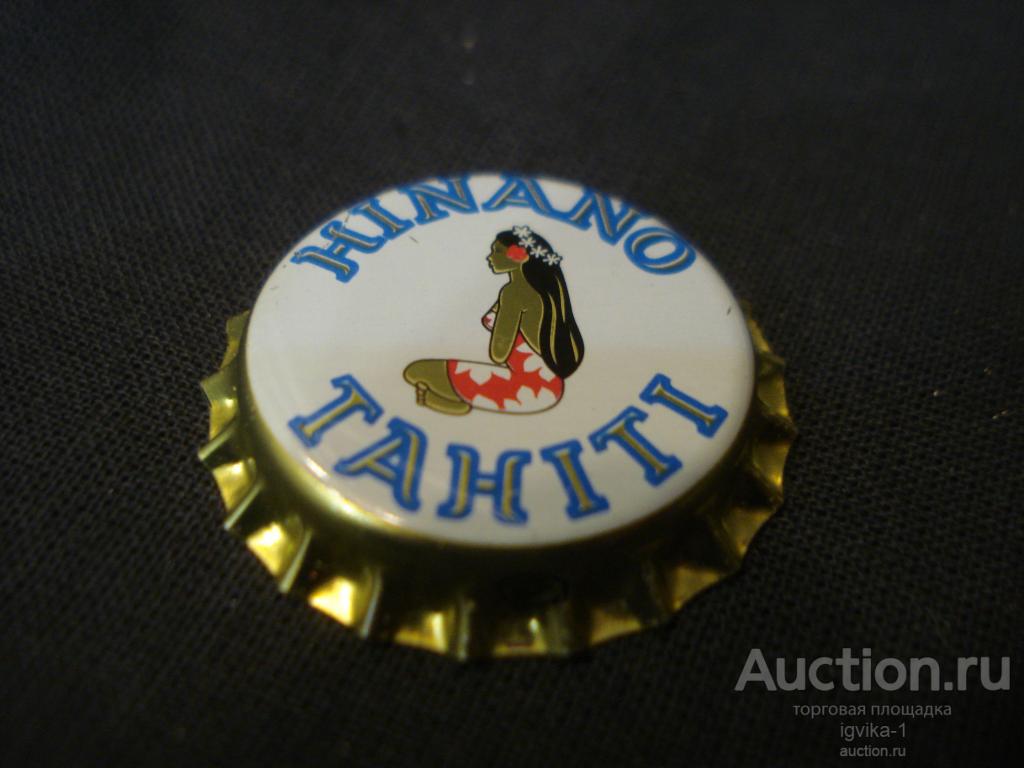 HINANO
TAHITI
Auction.ru
торговая площадка
igvika-1
auction.ru